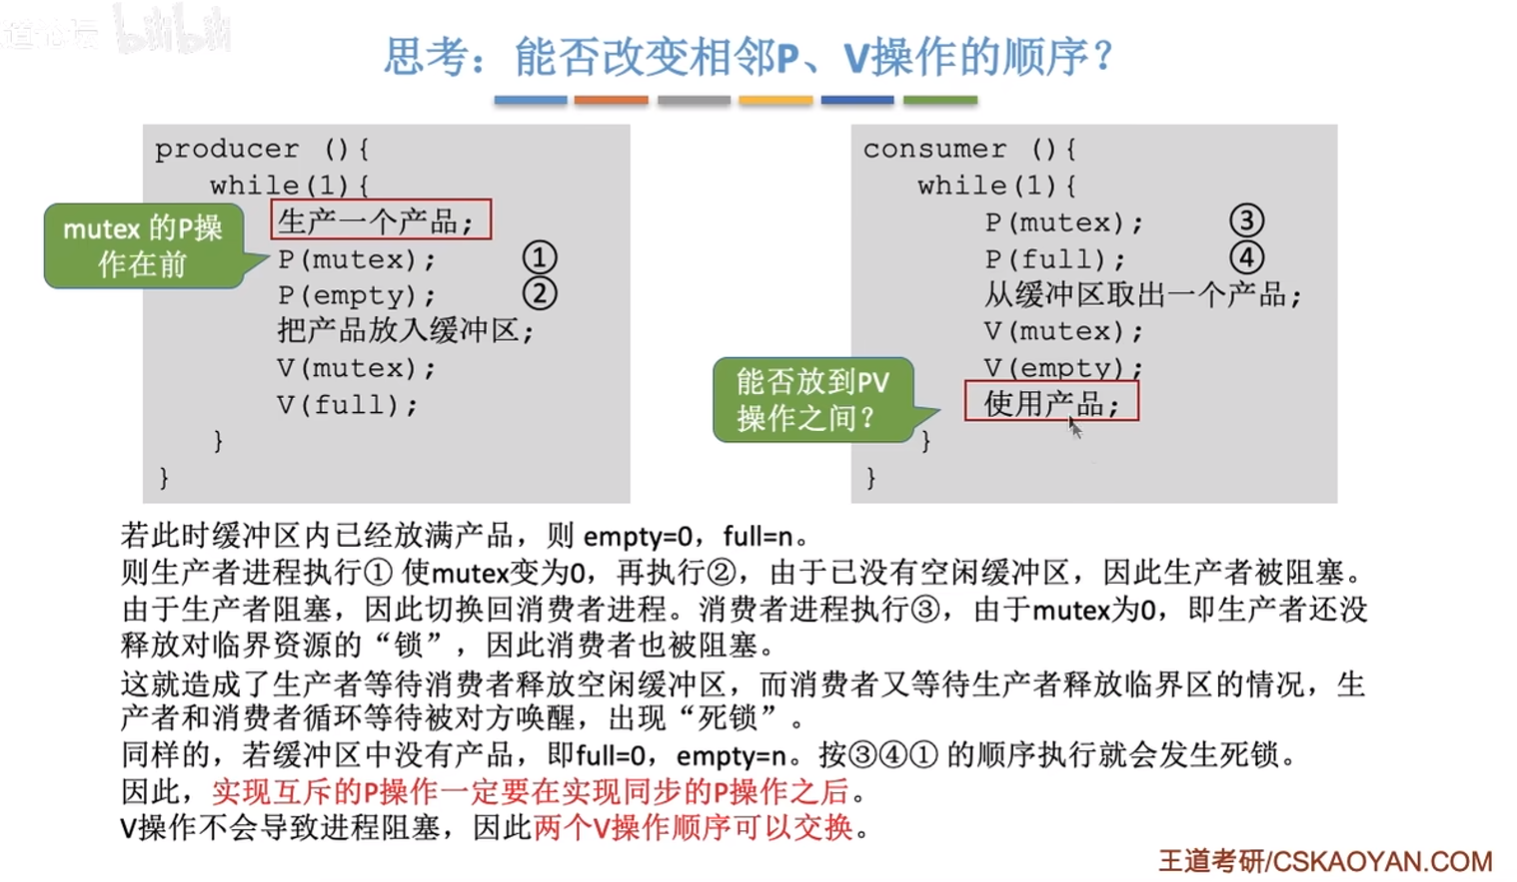 道论坛 bilibili
思考：能否改变相邻P、V操作的顺序？
producer (){
while(1){
生产一个产品;
mutex 的P操
作在前
P(mutex); ①
P(empty); ②
把产品放入缓冲区;
V(mutex);
V(full);
}
}
consumer (){
while(1){
P(mutex); ③
P(full); ④
从缓冲区取出一个产品;
V(mutex);
V(empty);
能否放到PV
操作之间？
使用产品;
}
}
若此时缓冲区内已经放满产品，则 empty=0，full=n。
则生产者进程执行① 使mutex变为0，再执行②，由于已没有空闲缓冲区，因此生产者被阻塞。
由于生产者阻塞，因此切换回消费者进程。消费者进程执行③，由于mutex为0，即生产者还没
释放对临界资源的“锁”，因此消费者也被阻塞。
这就造成了生产者等待消费者释放空闲缓冲区，而消费者又等待生产者释放临界区的情况，生
产者和消费者循环等待被对方唤醒，出现“死锁”。
同样的，若缓冲区中没有产品，即full=0，empty=n。按③④① 的顺序执行就会发生死锁。
因此，实现互斥的P操作一定要在实现同步的P操作之后。
V操作不会导致进程阻塞，因此两个V操作顺序可以交换。
王道考研/CSKAOYAN.COM